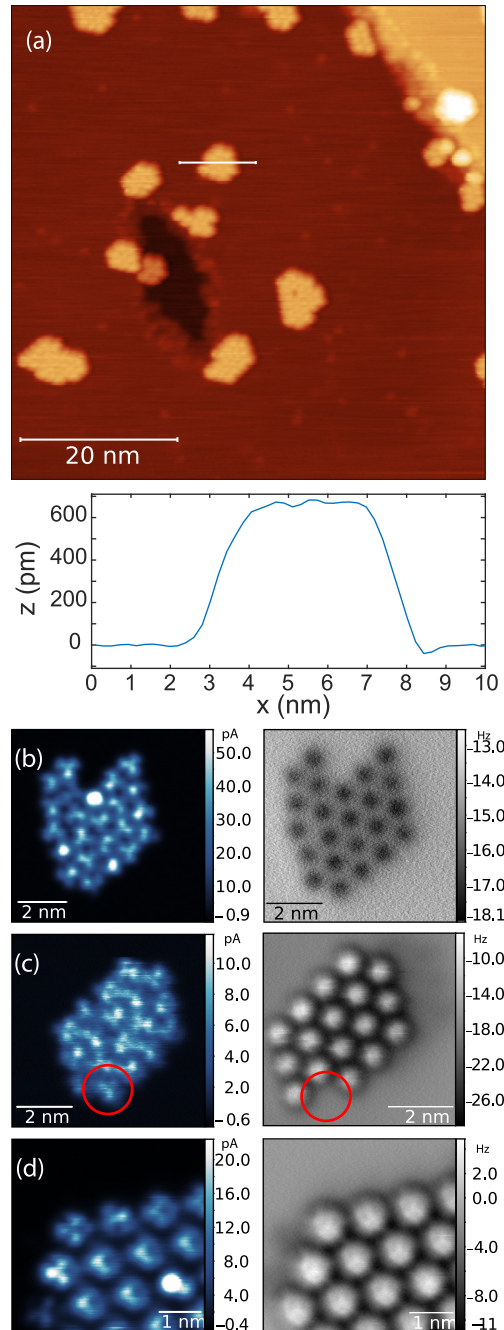 (a)
20 nm
600
400
200
0
z (pm)
0 1 2 3 4 5 6 7 8 9 10
x (nm)
(b)
pA
50.0
40.0
30.0
20.0
10.0
−0.9
2 nm
Hz
−13.0
−14.0
−15.0
−16.0
−17.0
−18.1
2 nm
(c)
pA
10.0
8.0
6.0
4.0
2.0
−0.6
2 nm
Hz
−10.0
−14.0
−18.0
−22.0
−26.0
2 nm
(d)
pA
20.0
16.0
12.0
8.0
4.0
−0.4
1 nm
Hz
2.0
0.0
−4.0
−8.0
−11
1 nm